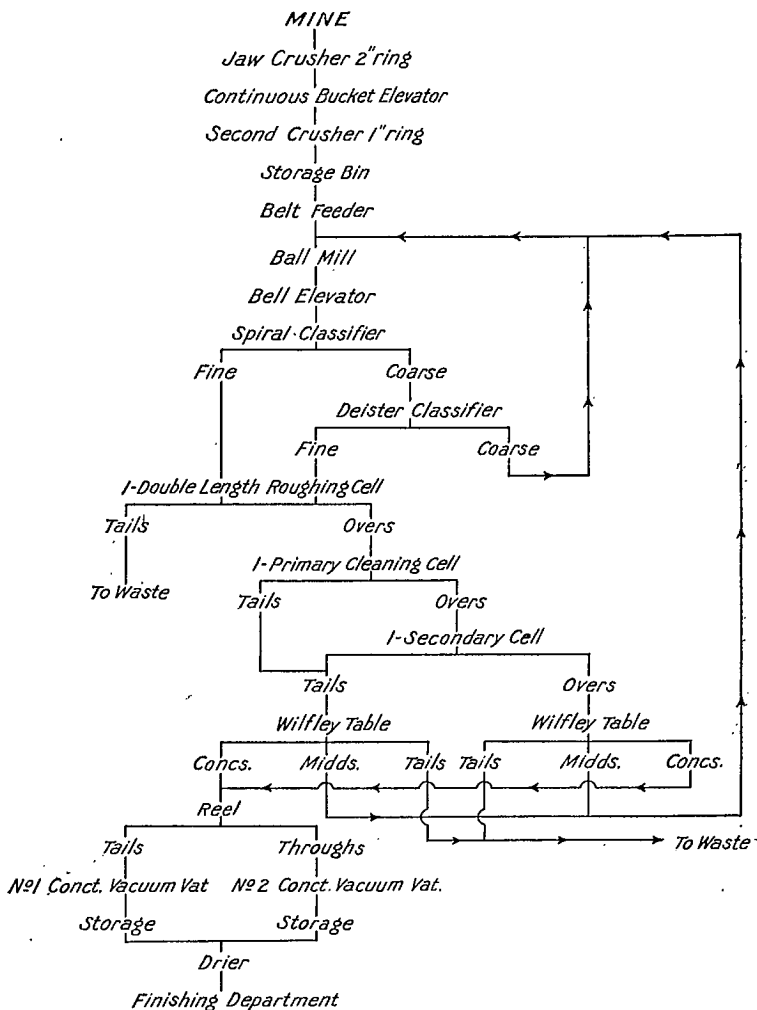 MINE
Jaw Crusher 2" ring
Continuous Bucket Elevator
Second Crusher 1" ring
Storage Bin
Belt Feeder
Ball Mill
Bell Elevator
Spiral Classifier
Fine Coarse
Deister Classifier
Fine Coarse
1-Double Length Roughing Cell
Tails Overs
1-Primary Cleaning Cell
To Waste Tails Overs
1-Secondary Cell
Tails Overs
Wilfley Table Wilfley Table
Concs. Midds. Tails Tails Midds. Concs.
Reel
Tails Throughs To Waste
Nº1 Conct. Vacuum Vat Nº2 Conct. Vacuum Vat.
Storage Storage
Drier
Finishing Department